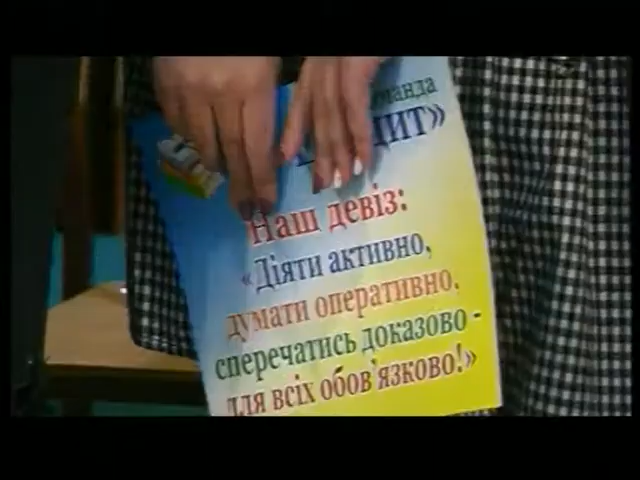 Наш девіз:
«Діяти активно,
думати оперативно,
сперечатись доказово -
для всіх обов'язково!»